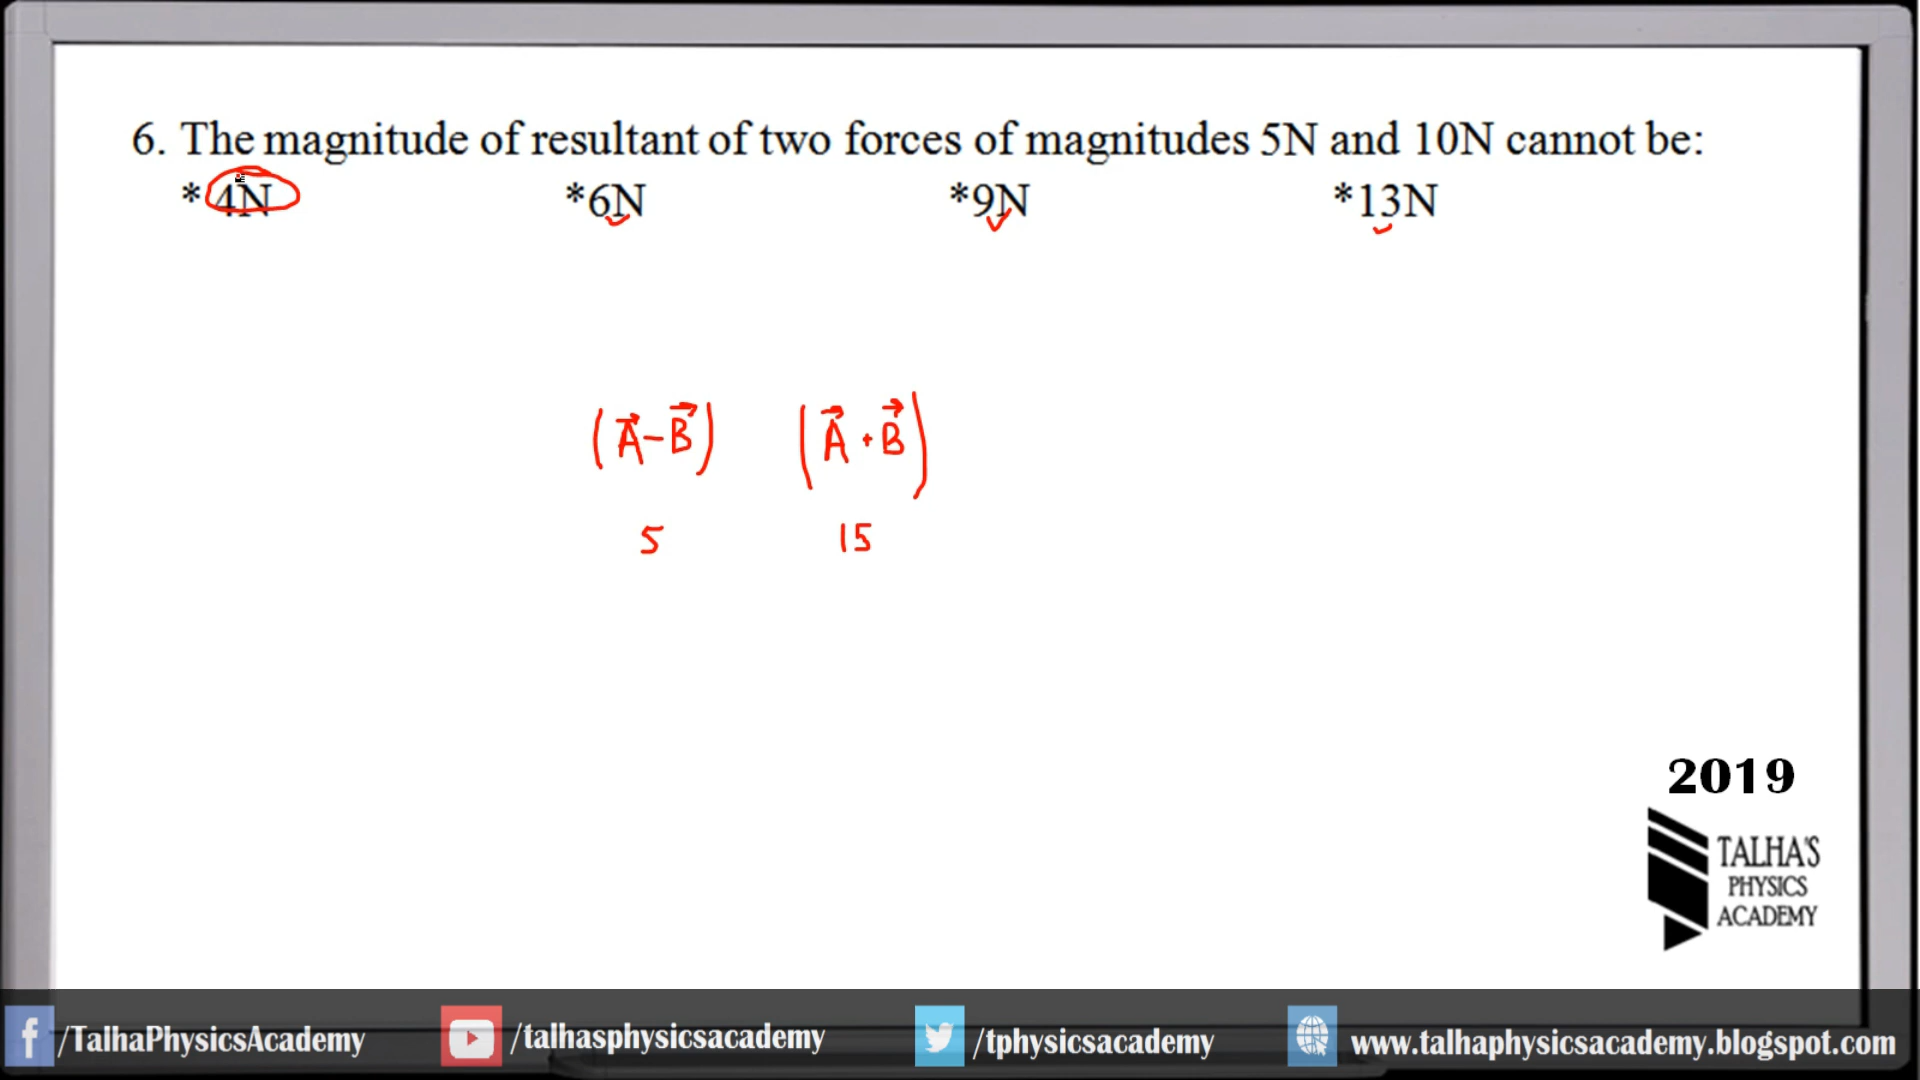 6. The magnitude of resultant of two forces of magnitudes 5N and 10N cannot be:
* 4N *6N *9N *13N
(A⃗-B⃗) (A⃗+B⃗)
5 15
2019
TALHA'S
PHYSICS
ACADEMY
/TalhaPhysicsAcademy /talhasphysicsacademy /tphysicsacademy www.talhaphysicsacademy.blogspot.com